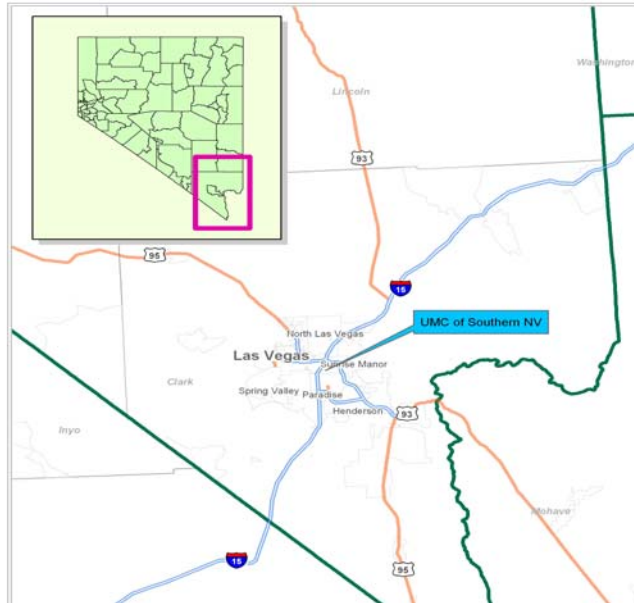 Washington
Lincoln
93
95
15
UMC of Southern NV
North Las Vegas
Las Vegas
Sunrise Manor
Clark
Spring Valley
Paradise
Henderson
93
Inyo
Mohave
15
95